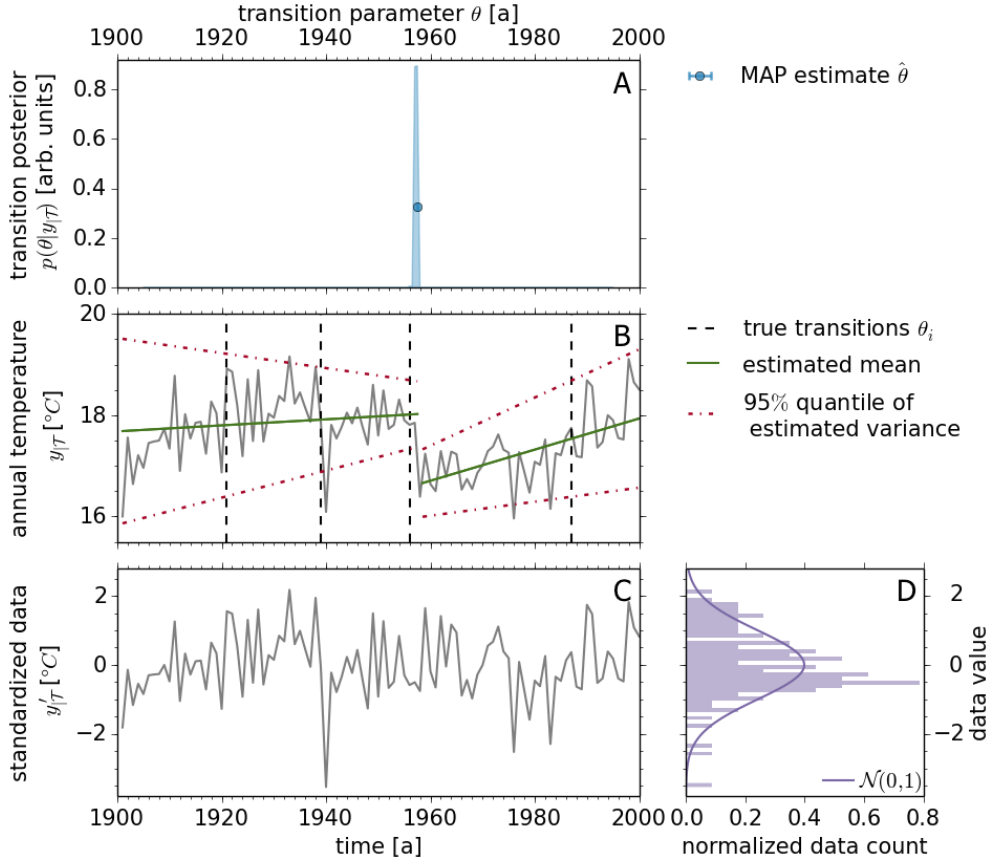 transition parameter θ [a]
1900 1920 1940 1960 1980 2000
transition posterior
p(θ|y|𝒯) [arb. units]
0.8
0.6
0.4
0.2
0.0
A
MAP estimate θ̂
annual temperature
y|𝒯 [°C]
20
18
16
B
true transitions θi
estimated mean
95% quantile of
estimated variance
standardized data
y′|𝒯 [°C]
2
0
−2
C
1900 1920 1940 1960 1980 2000
time [a]
D
2
0
−2
data value
𝒩(0,1)
0.0 0.2 0.4 0.6 0.8
normalized data count